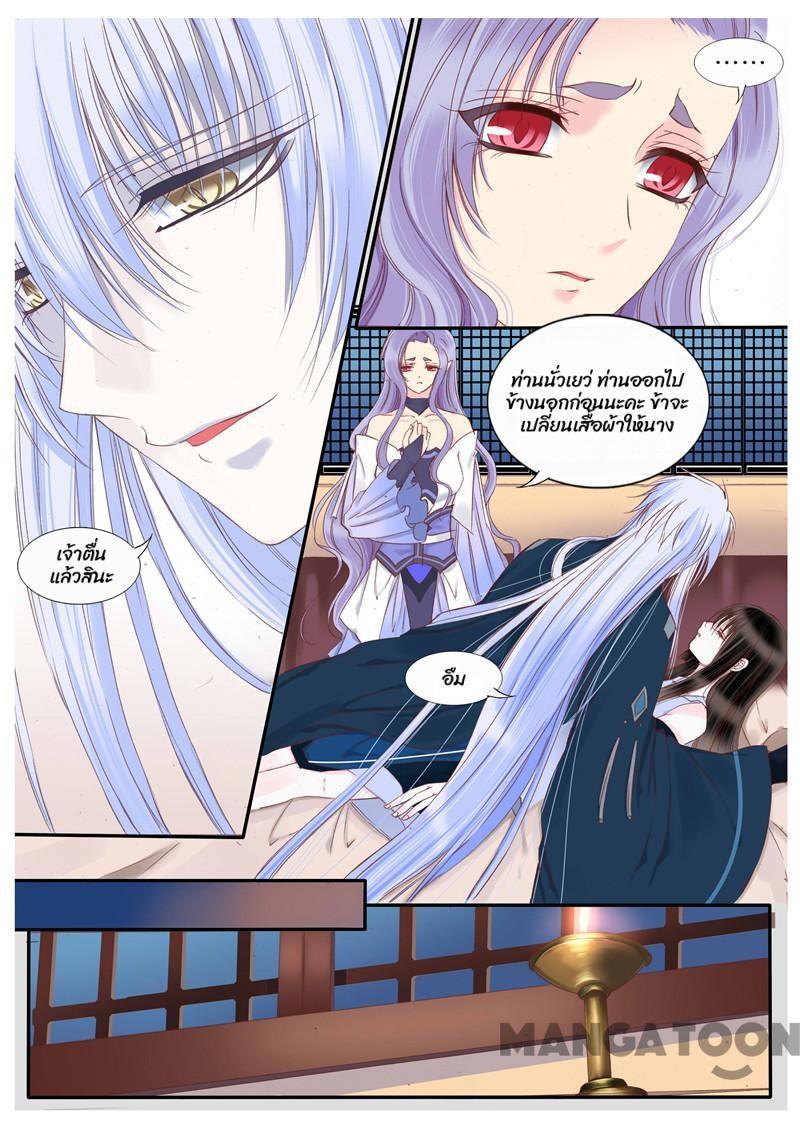 ......
เจ้าตื่น
แล้วสินะ
ท่านนั่วเยว่ ท่านออกไป
ข้างนอกก่อนนะคะ ข้าจะ
เปลี่ยนเสื้อผ้าให้นาง
อืม
MANGATOON